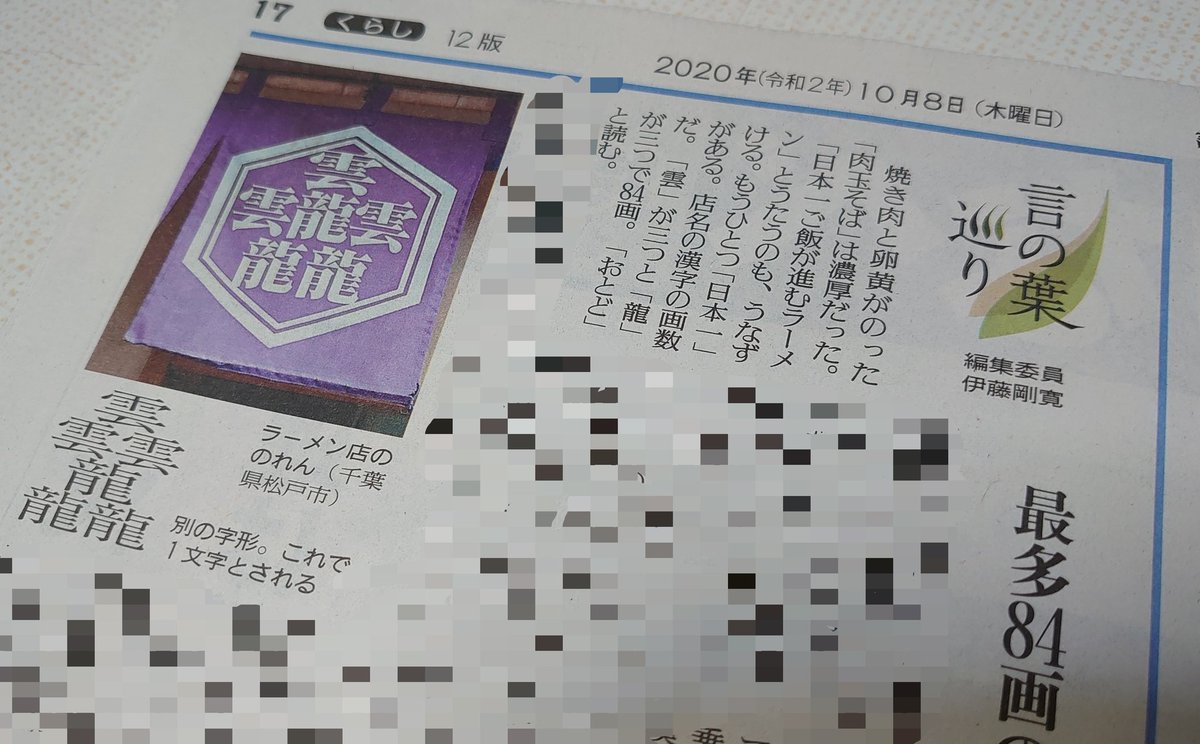 17
くらし
12版
2020年(令和2年)10月8日(木曜日)
言の葉
巡り
編集委員
伊藤剛寛
最多84画の
焼き肉と卵黄がのった
「肉玉そば」は濃厚だった。
「日本一ご飯が進むラーメ
ン」とうたうのも、うなず
ける。もうひとつ「日本一」
がある。店名の漢字の画数
だ。「雲」が三つと「龍」
が三つで84画。「おとど」
と読む。
雲
雲龍雲
龍龍
ラーメン店の
のれん(千葉
県松戸市)
雲
雲雲
龍
龍龍
別の字形。これで
1文字とされる